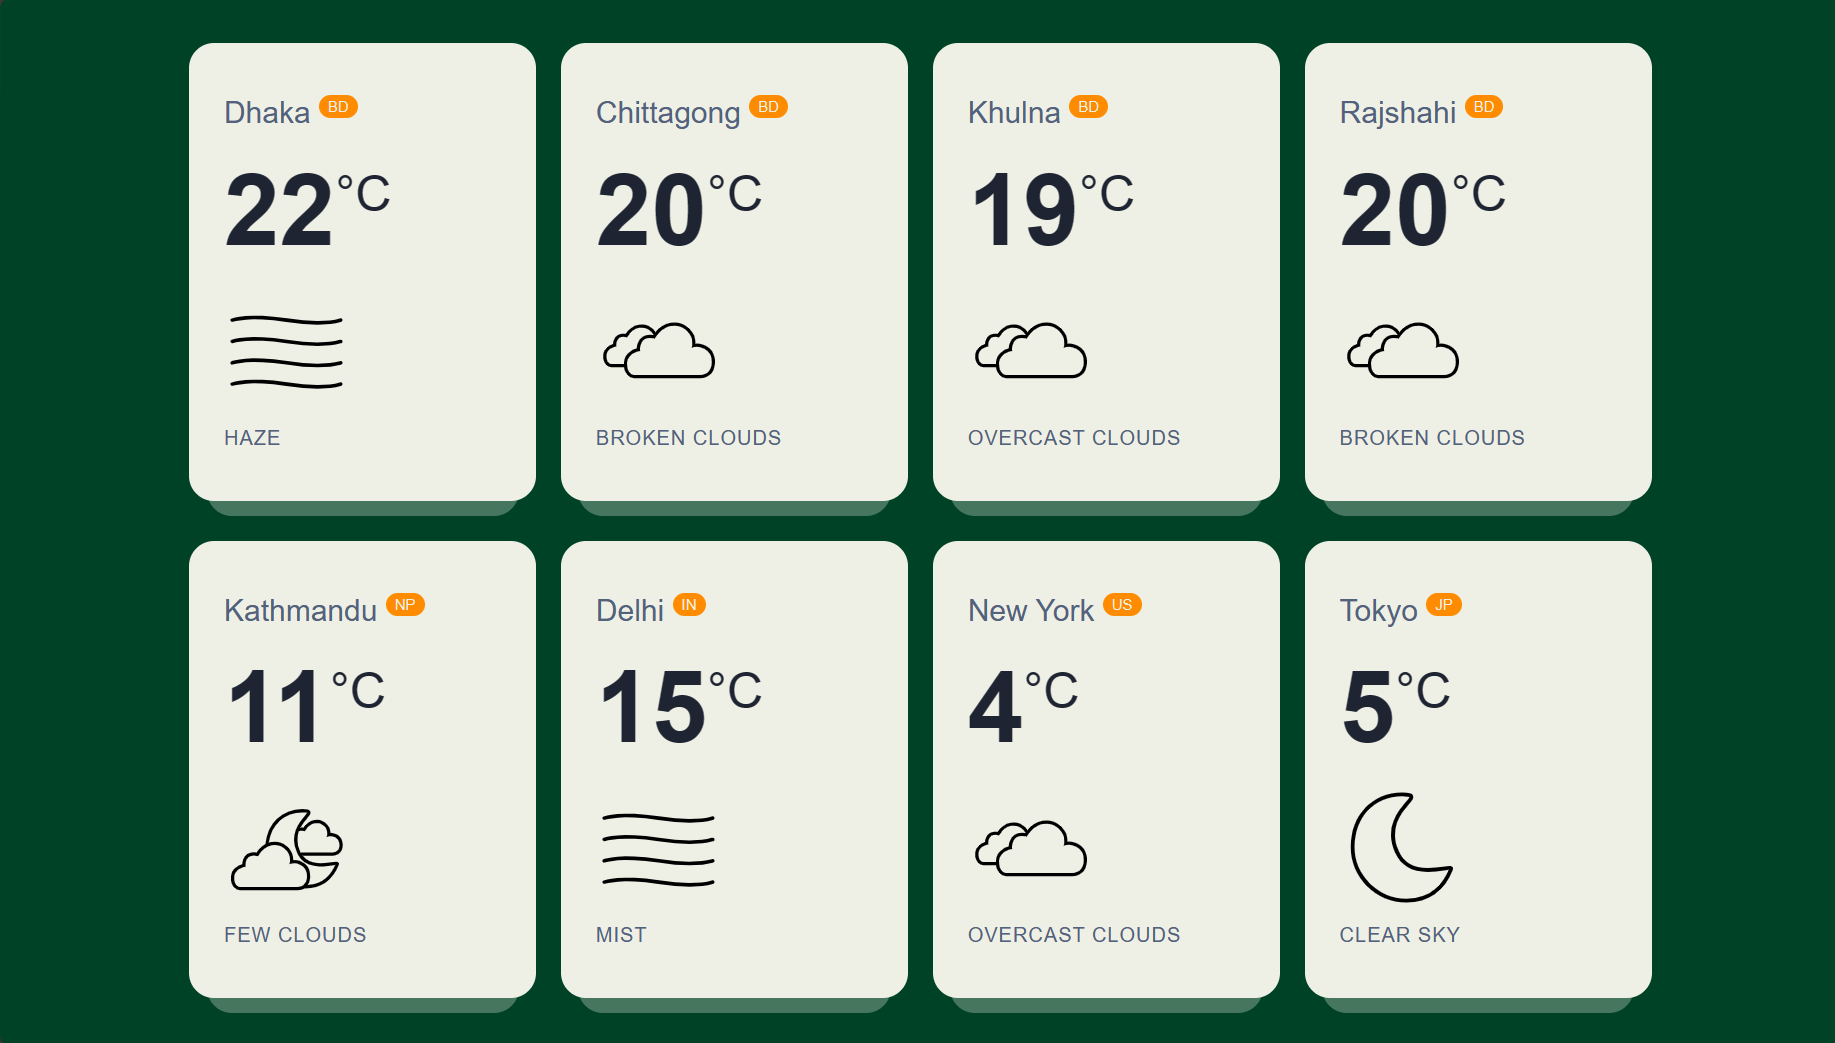 Dhaka BD
22°C
HAZE
Chittagong BD
20°C
BROKEN CLOUDS
Khulna BD
19°C
OVERCAST CLOUDS
Rajshahi BD
20°C
BROKEN CLOUDS
Kathmandu NP
11°C
FEW CLOUDS
Delhi IN
15°C
MIST
New York US
4°C
OVERCAST CLOUDS
Tokyo JP
5°C
CLEAR SKY